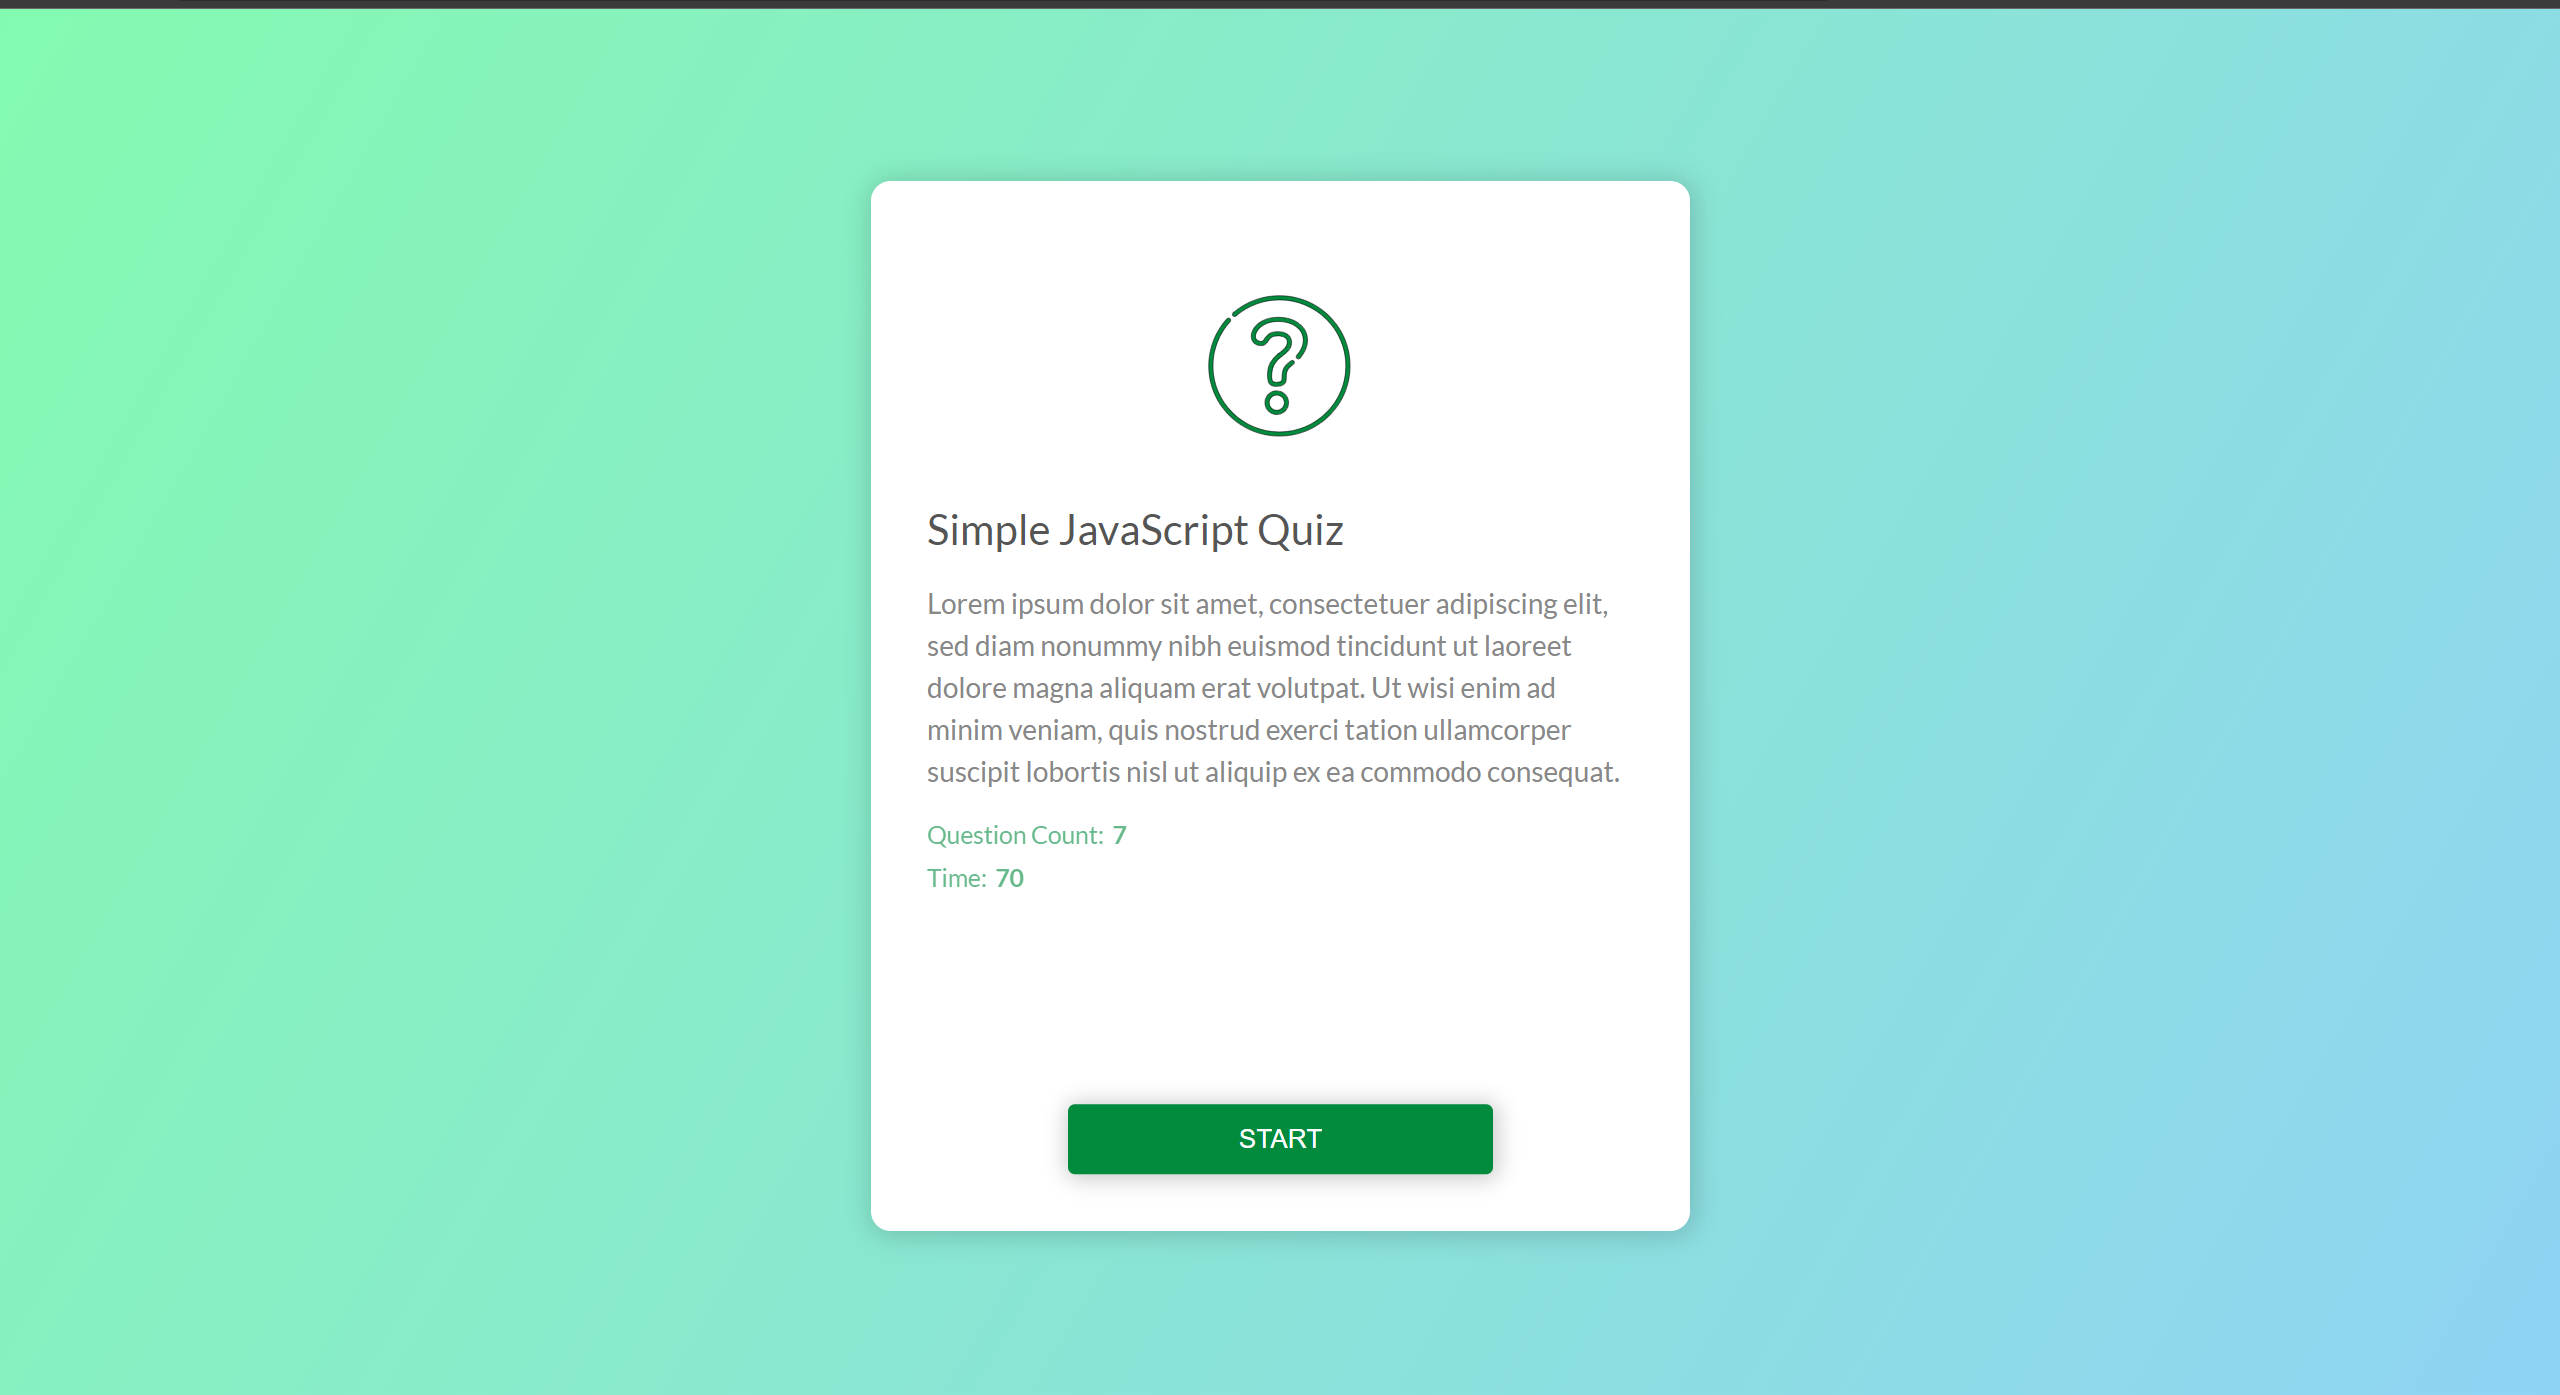 Simple JavaScript Quiz
Lorem ipsum dolor sit amet, consectetuer adipiscing elit,
sed diam nonummy nibh euismod tincidunt ut laoreet
dolore magna aliquam erat volutpat. Ut wisi enim ad
minim veniam, quis nostrud exerci tation ullamcorper
suscipit lobortis nisl ut aliquip ex ea commodo consequat.
Question Count: 7
Time: 70
START